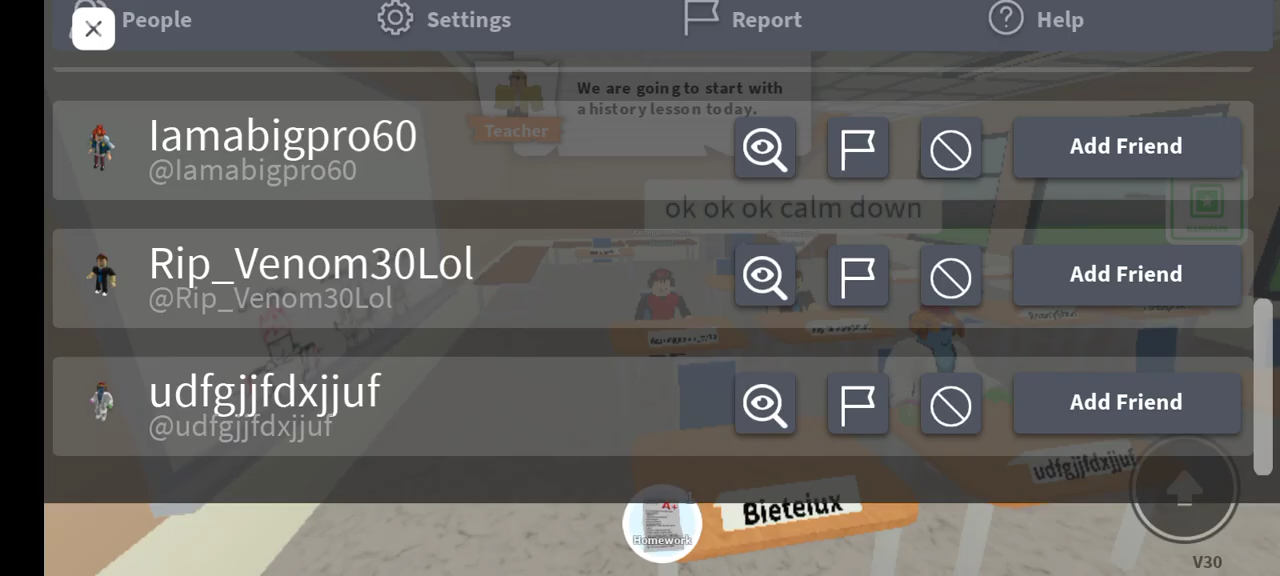 People
Settings
Report
Help
We are going to start with
a history lesson today.
Teacher
Iamabigpro60
@Iamabigpro60
Add Friend
ok ok ok calm down
Rip_Venom30Lol
@Rip_Venom30Lol
Add Friend
udfgjjfdxjjuf
@udfgjjfdxjjuf
Add Friend
udfgjjfdxjjuf
1
A+
Bieteiux
Homework
V30